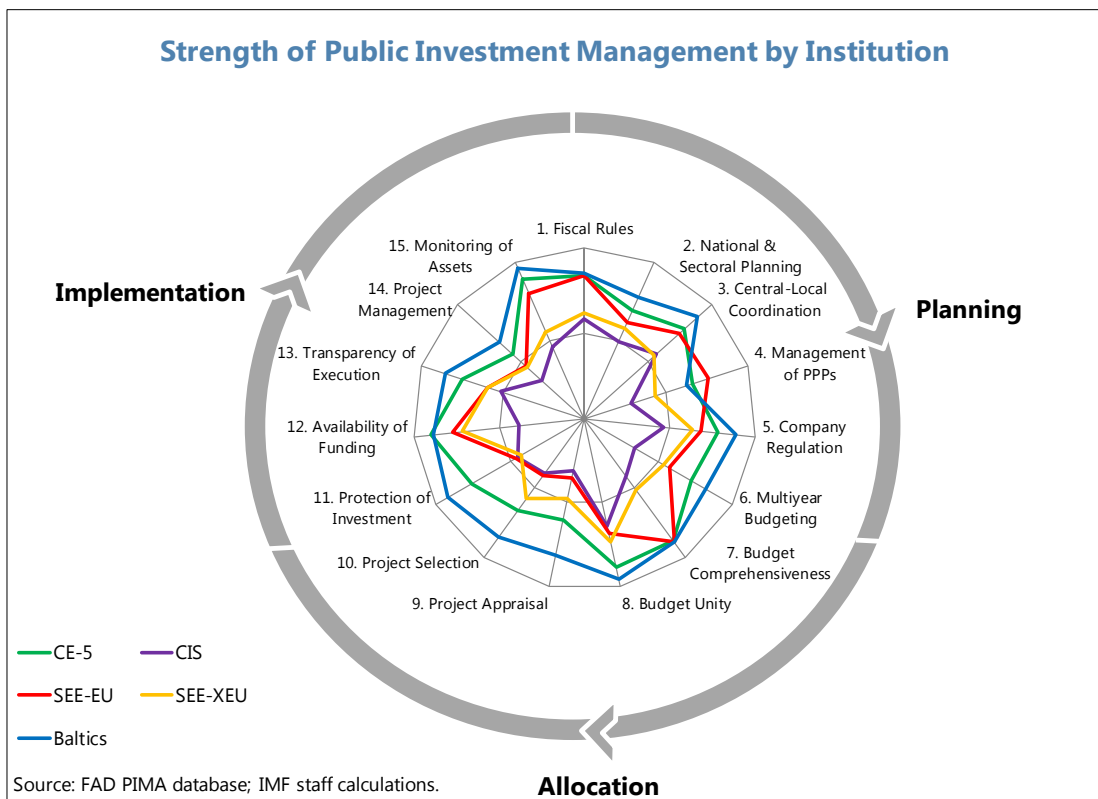 Strength of Public Investment Management by Institution
1. Fiscal Rules
2. National &
Sectoral Planning
3. Central-Local
Coordination
4. Management
of PPPs
5. Company
Regulation
6. Multiyear
Budgeting
7. Budget
Comprehensiveness
8. Budget Unity
9. Project Appraisal
10. Project Selection
11. Protection of
Investment
12. Availability of
Funding
13. Transparency of
Execution
14. Project
Management
15. Monitoring of
Assets
Implementation
Planning
Allocation
CE-5
CIS
SEE-EU
SEE-XEU
Baltics
Source: FAD PIMA database; IMF staff calculations.